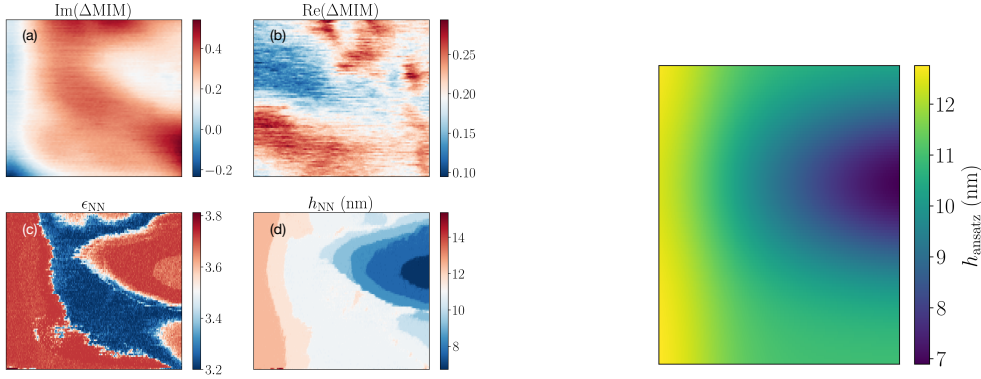 Im(ΔMIM)
(a)
0.4
0.2
0.0
−0.2
Re(ΔMIM)
(b)
0.25
0.20
0.15
0.10
ϵNN
(c)
3.8
3.6
3.4
3.2
hNN (nm)
(d)
14
12
10
8
12
11
10
9
8
7
hansatz (nm)